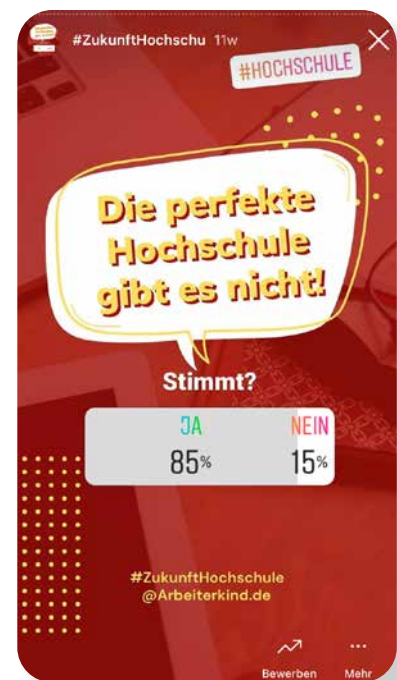 #ZukunftHochschu 11w
#HOCHSCHULE
Die perfekte
Hochschule
gibt es nicht!
Stimmt?
JA NEIN
85% 15%
#ZukunftHochschule
@Arbeiterkind.de
Bewerben Mehr